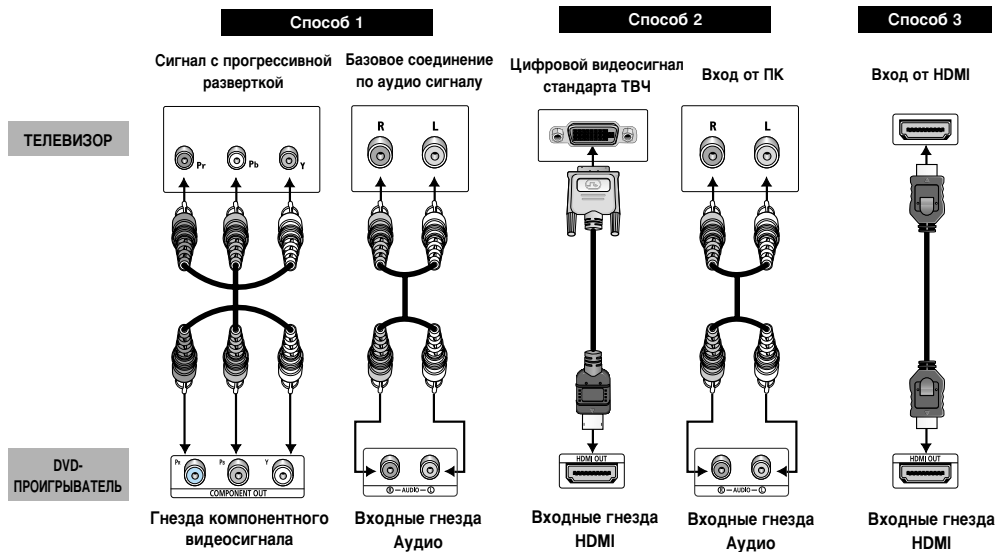 Способ 1
Способ 2
Способ 3
Сигнал с прогрессивной
разверткой
Базовое соединение
по аудио сигналу
Цифровой видеосигнал
стандарта ТВЧ
Вход от ПК
Вход от HDMI
ТЕЛЕВИЗОР
Pr
Pb
Y
R
L
R
L
DVD-
ПРОИГРЫВАТЕЛЬ
PR
PB
Y
COMPONENT OUT
R — AUDIO — L
HDMI OUT
R — AUDIO — L
HDMI OUT
Гнезда компонентного
видеосигнала
Входные гнезда
Аудио
Входные гнезда
HDMI
Входные гнезда
Аудио
Входные гнезда
HDMI